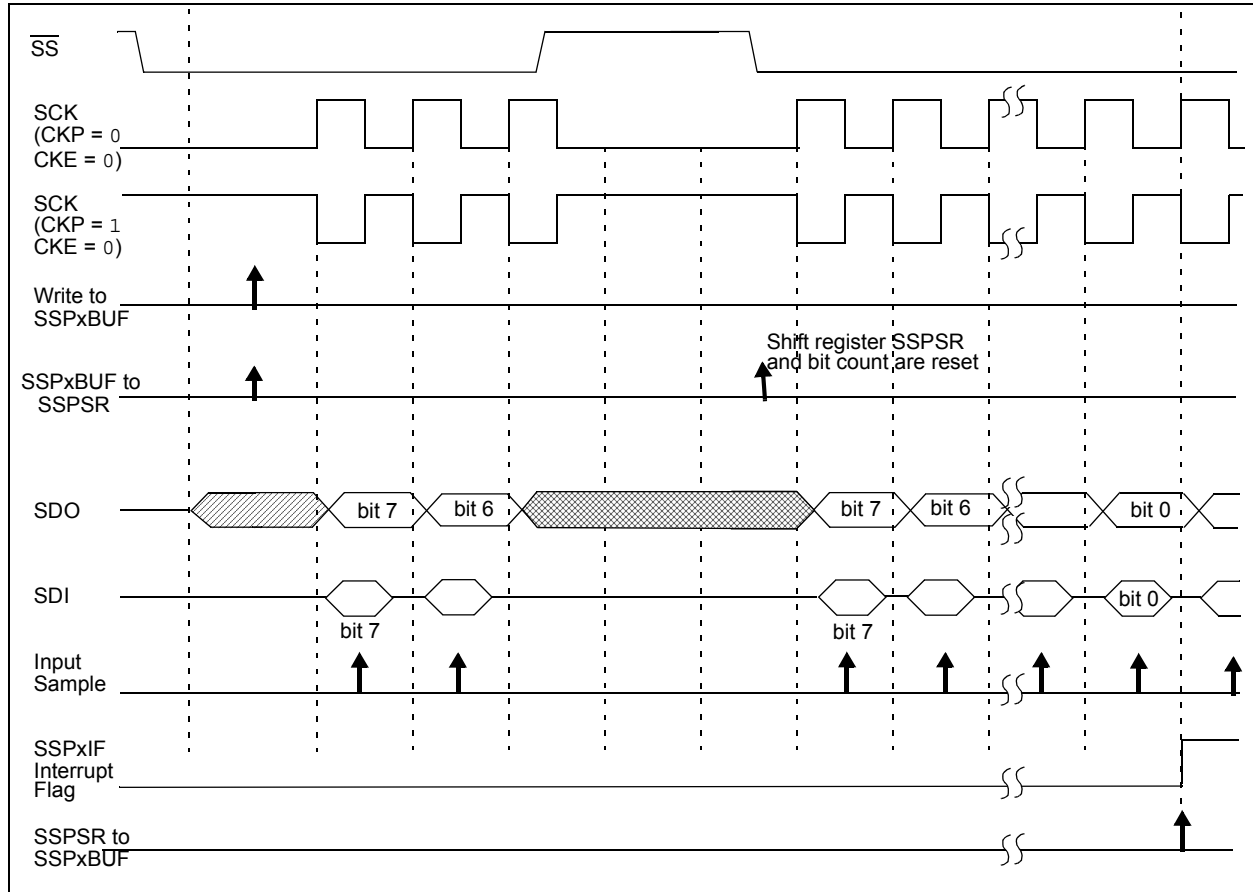 SS
SCK
(CKP = 0
CKE = 0)
SCK
(CKP = 1
CKE = 0)
Write to
SSPxBUF
Shift register SSPSR
and bit count are reset
SSPxBUF to
SSPSR
SDO
bit 7
bit 6
bit 7
bit 6
bit 0
SDI
bit 0
bit 7
bit 7
Input
Sample
SSPxIF
Interrupt
Flag
SSPSR to
SSPxBUF